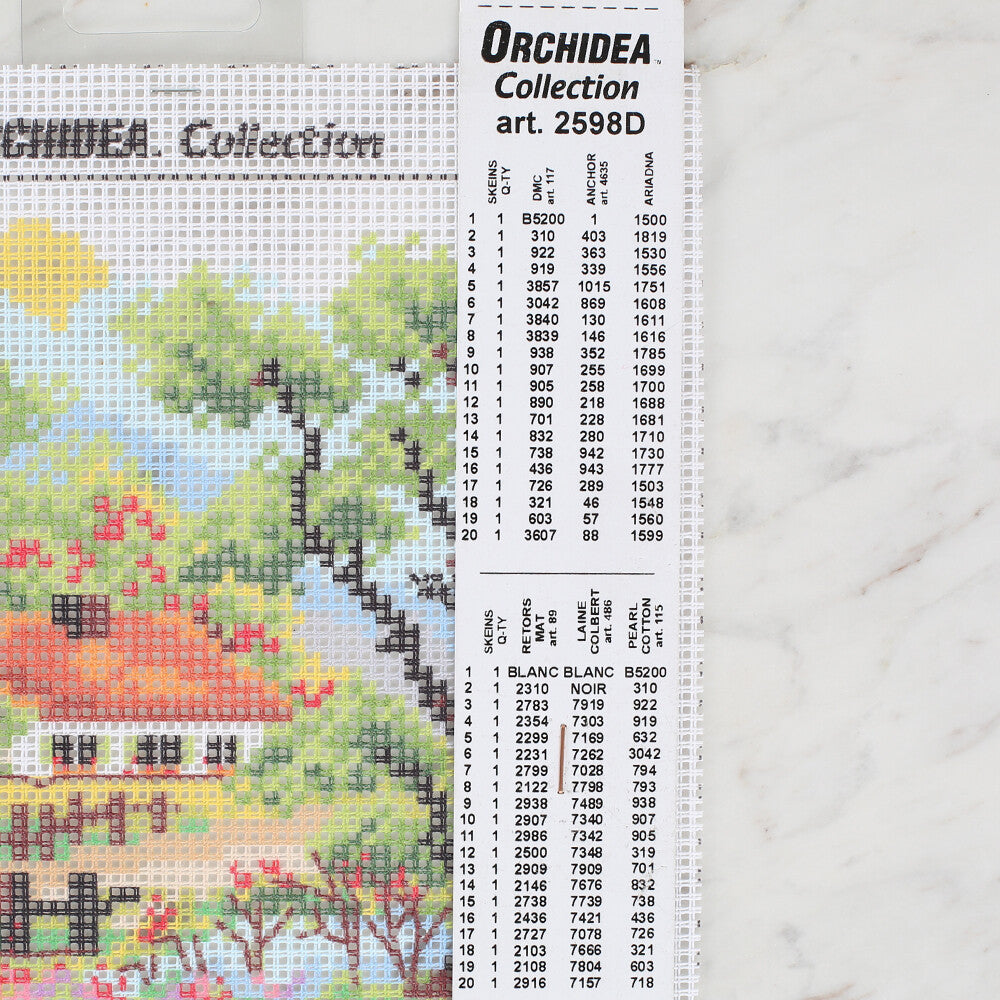 ORCHIDEA™
Collection
art. 2598D
CHIDEA. Collection
SKEINS Q-TY DMC art. 117 ANCHOR art. 4635 ARIADNA
1 1 B5200 1 1500
2 1 310 403 1819
3 1 922 363 1530
4 1 919 339 1556
5 1 3857 1015 1751
6 1 3042 869 1608
7 1 3840 130 1611
8 1 3839 146 1616
9 1 938 352 1785
10 1 907 255 1699
11 1 905 258 1700
12 1 890 218 1688
13 1 701 228 1681
14 1 832 280 1710
15 1 738 942 1730
16 1 436 943 1777
17 1 726 289 1503
18 1 321 46 1548
19 1 603 57 1560
20 1 3607 88 1599
SKEINS Q-TY RETORS MAT art. 89 LAINE COLBERT art. 486 PEARL COTTON art. 115
1 1 BLANC BLANC B5200
2 1 2310 NOIR 310
3 1 2783 7919 922
4 1 2354 7303 919
5 1 2299 7169 632
6 1 2231 7262 3042
7 1 2799 7028 794
8 1 2122 7798 793
9 1 2938 7489 938
10 1 2907 7340 907
11 1 2986 7342 905
12 1 2500 7348 319
13 1 2909 7909 701
14 1 2146 7676 832
15 1 2738 7739 738
16 1 2436 7421 436
17 1 2727 7078 726
18 1 2103 7666 321
19 1 2108 7804 603
20 1 2916 7157 718